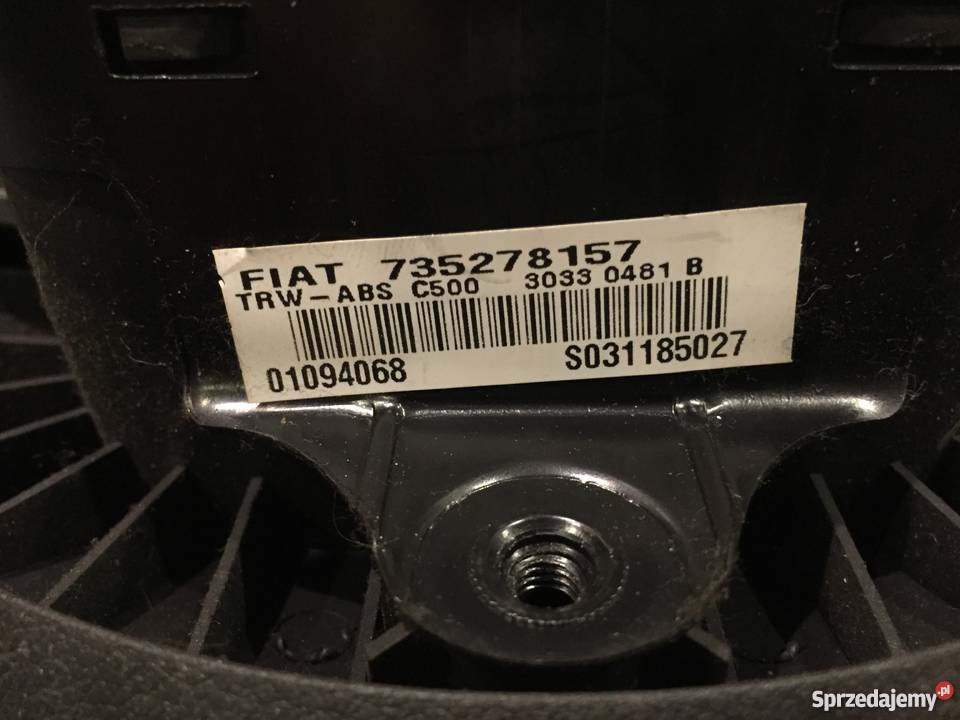 FIAT 735278157
TRW-ABS C500 3033 0481 B
01094068 S031185027
Sprzedajemy.pl